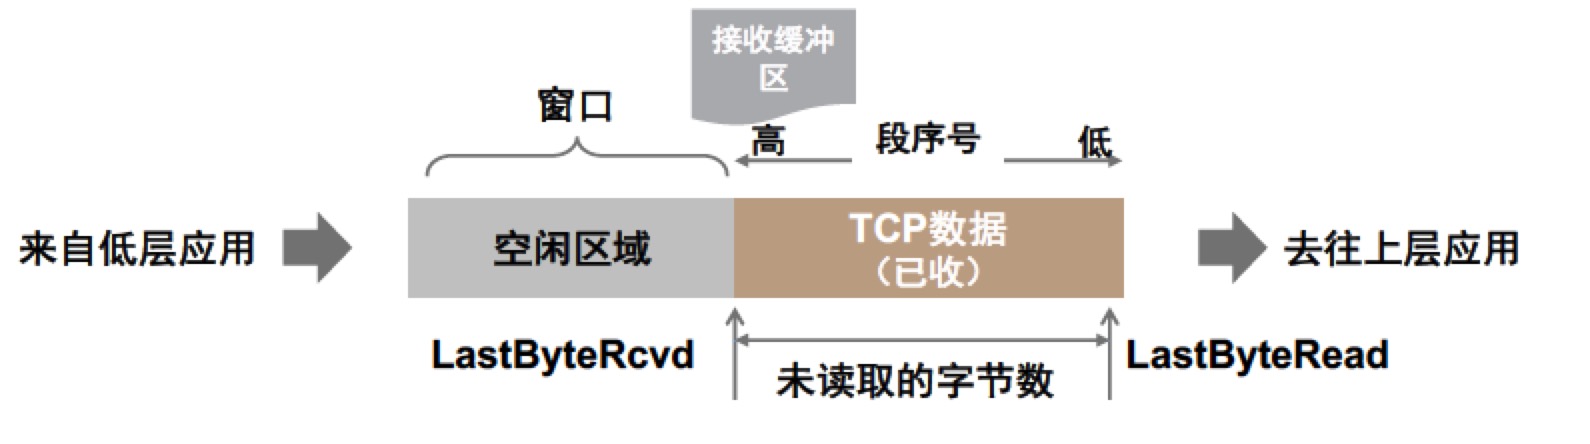 接收缓冲
区
窗口
高
段序号
低
来自低层应用
空闲区域
TCP数据
（已收）
去往上层应用
LastByteRcvd
未读取的字节数
LastByteRead